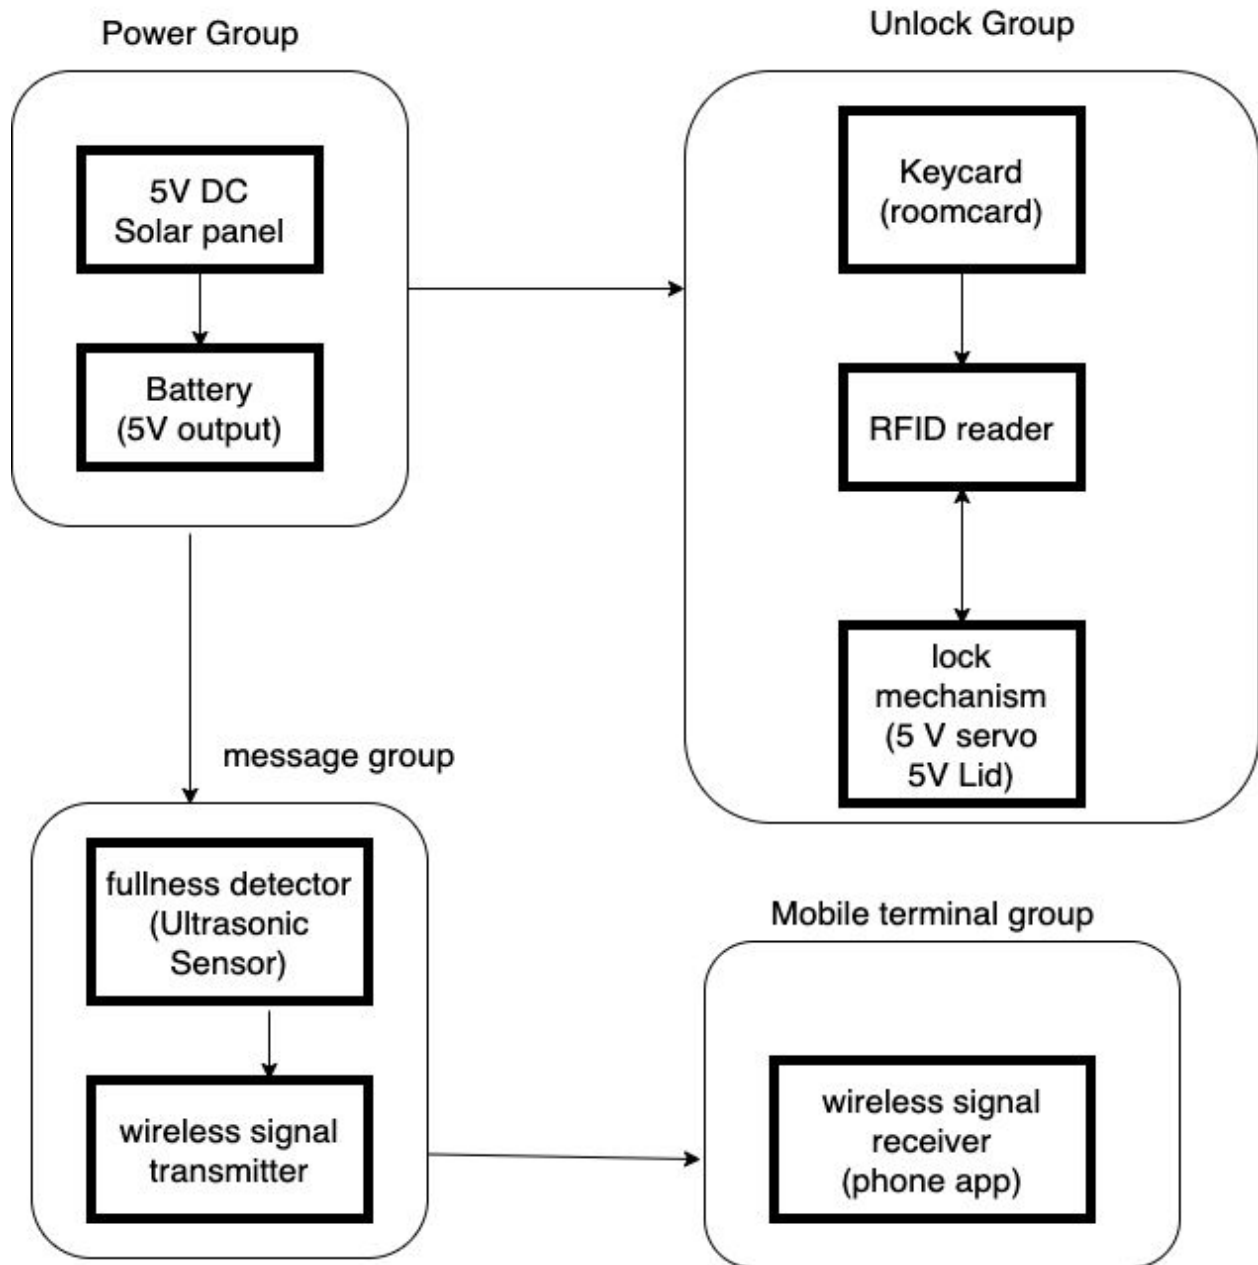 Power Group
5V DC
Solar panel
Battery
(5V output)
Unlock Group
Keycard
(roomcard)
RFID reader
lock
mechanism
(5 V servo
5V Lid)
message group
fullness detector
(Ultrasonic
Sensor)
wireless signal
transmitter
Mobile terminal group
wireless signal
receiver
(phone app)